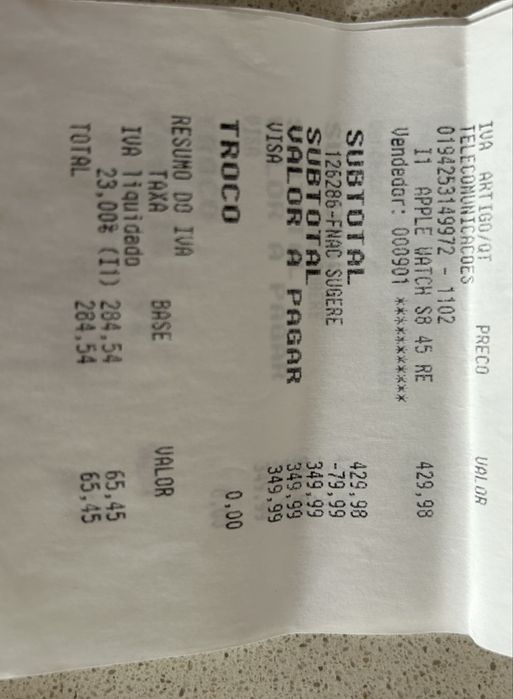 IVA ARTIGO/QT PRECO VALOR
TELECOMUNICACOES
0194253149972 - 1102
I1 APPLE WATCH S8 45 RE 429,98
Vendedor: 000901 ***********
SUBTOTAL 429,98
126286-FNAC SUGERE -79,99
SUBTOTAL 349,99
VALOR A PAGAR 349,99
VISA 349,99
TROCO 0,00
RESUMO DO IVA
TAXA BASE VALOR
IVA liquidado
23,00% (I1) 284,54 65,45
TOTAL 284,54 65,45